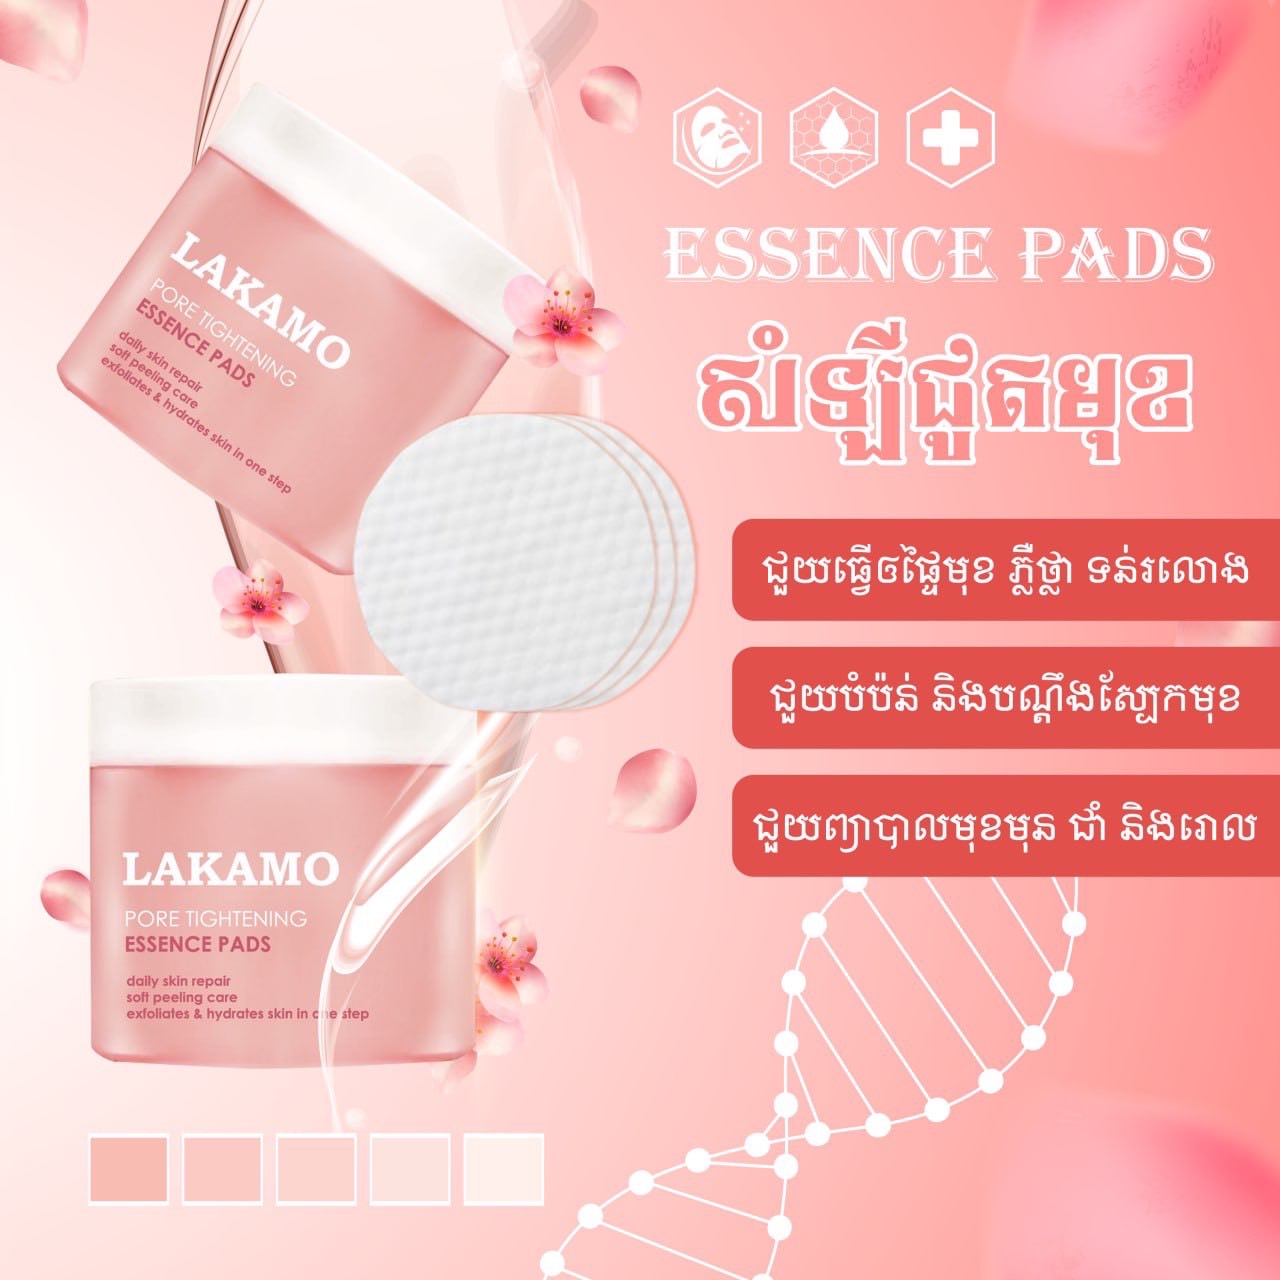 ESSENCE PADS
សំឡីជូតមុខ
ជួយធ្វើឲផ្ទៃមុខ ភ្លឺថ្លា ទន់រលោង
ជួយបំប៉ន់ និងបណ្ដឹងស្បែកមុខ
ជួយព្យាបាលមុខមុន ជាំ និងរោល
LAKAMO
PORE TIGHTENING
ESSENCE PADS
daily skin repair
soft peeling care
exfoliates & hydrates skin in one step
LAKAMO
PORE TIGHTENING
ESSENCE PADS
daily skin repair
soft peeling care
exfoliates & hydrates skin in one step